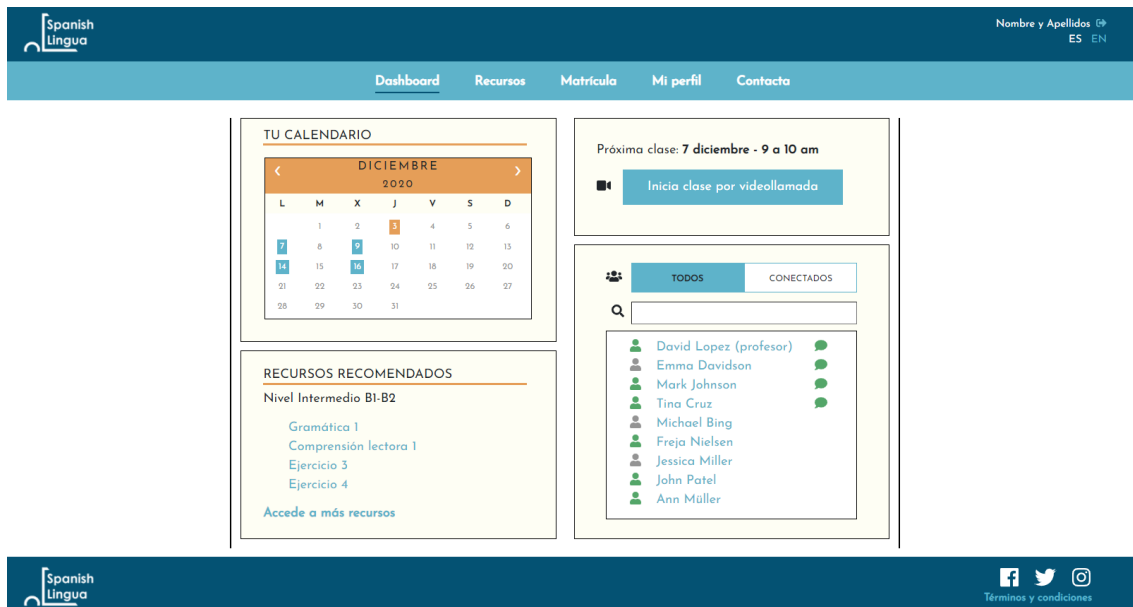 Spanish
Lingua
Nombre y Apellidos
ES EN
Dashboard Recursos Matrícula Mi perfil Contacta
TU CALENDARIO
DICIEMBRE
2020
L M X J V S D
1 2 3 4 5 6
7 8 9 10 11 12 13
14 15 16 17 18 19 20
21 22 23 24 25 26 27
28 29 30 31
RECURSOS RECOMENDADOS
Nivel Intermedio B1-B2
Gramática 1
Comprensión lectora 1
Ejercicio 3
Ejercicio 4
Accede a más recursos
Próxima clase: 7 diciembre - 9 a 10 am
Inicia clase por videollamada
TODOS CONECTADOS
David Lopez (profesor)
Emma Davidson
Mark Johnson
Tina Cruz
Michael Bing
Freja Nielsen
Jessica Miller
John Patel
Ann Müller
Spanish
Lingua
Términos y condiciones